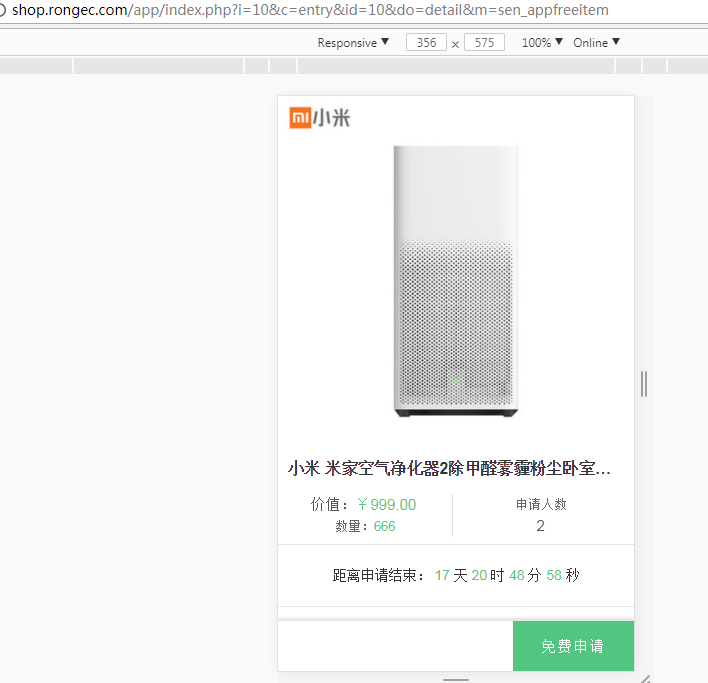 shop.rongec.com/app/index.php?i=10&c=entry&id=10&do=detail&m=sen_appfreeitem
Responsive ▼ 356 × 575 100% ▼ Online ▼
mi小米
小米 米家空气净化器2除甲醛雾霾粉尘卧室...
价值：￥999.00
数量：666
申请人数
2
距离申请结束： 17 天 20 时 48 分 58 秒
免费申请